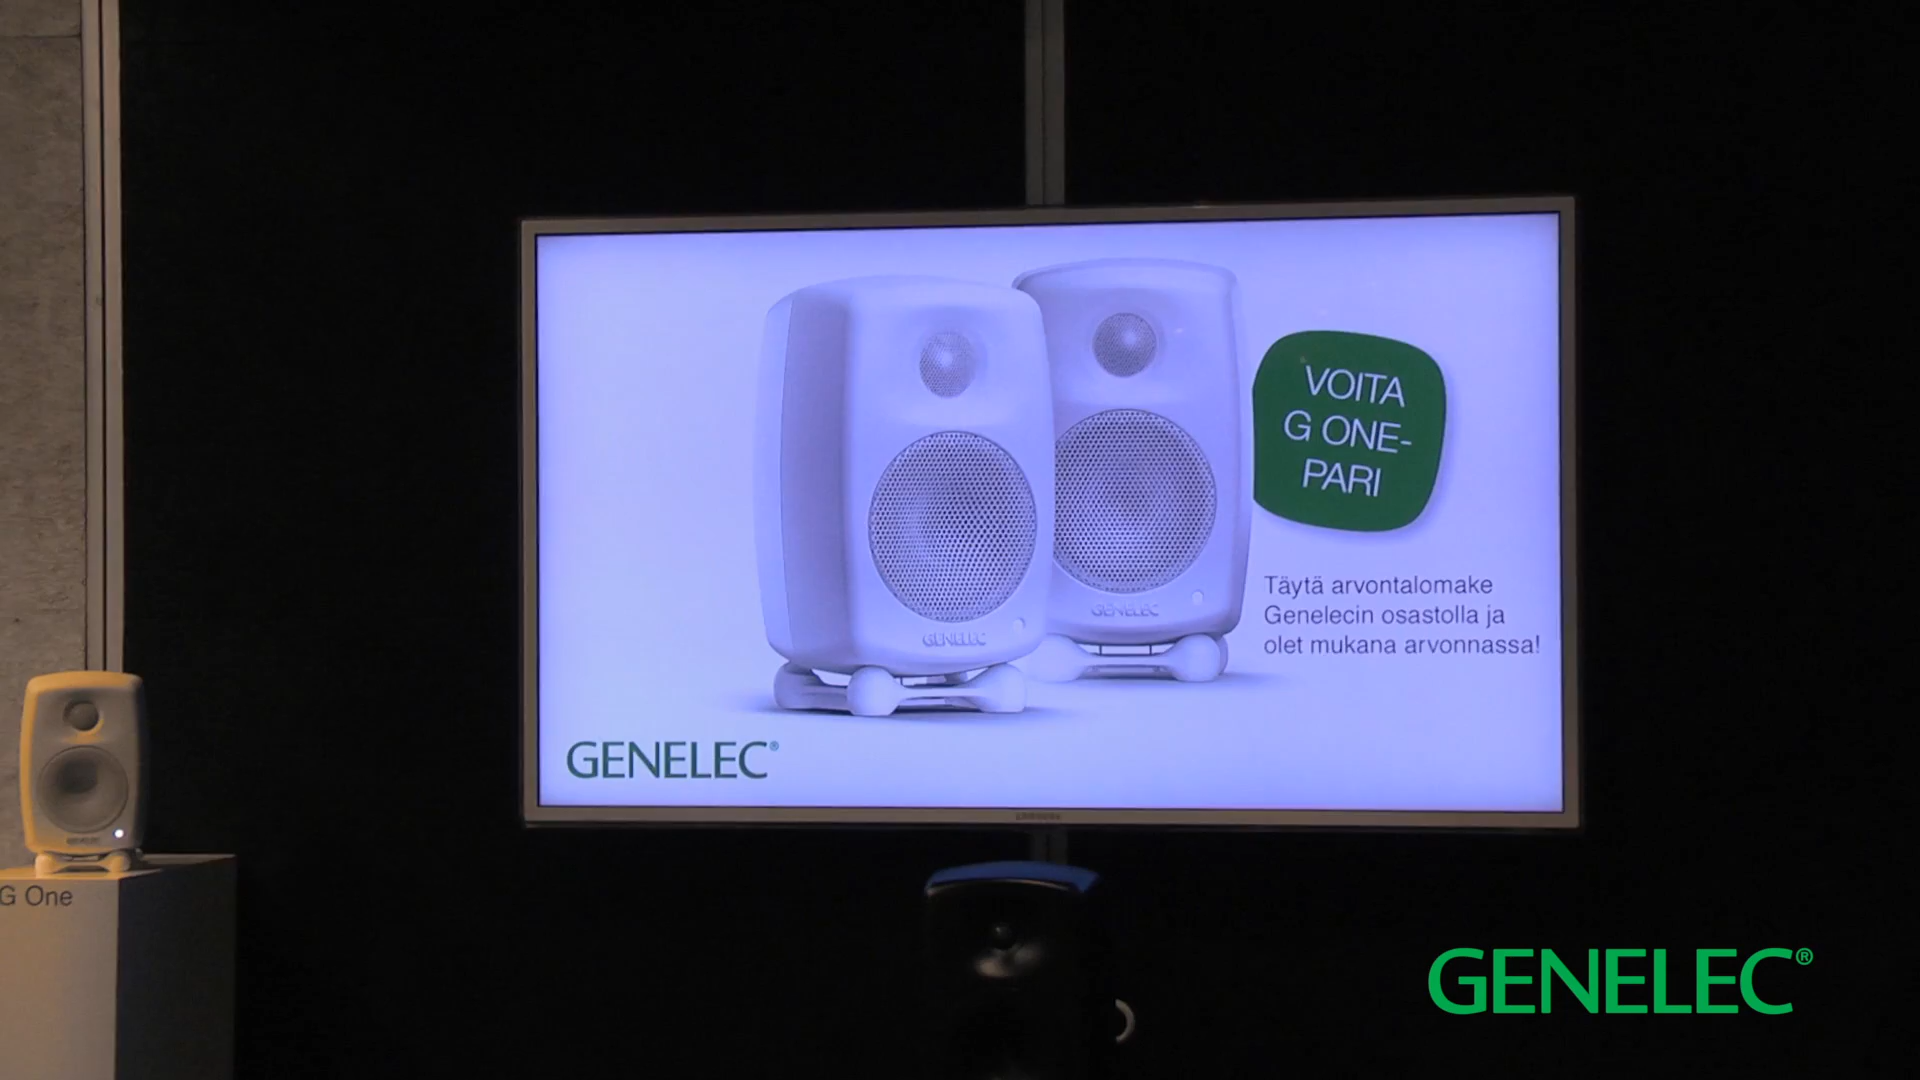 VOITA
G ONE-
PARI
Täytä arvontalomake
Genelecin osastolla ja
olet mukana arvonnassa!
GENELEC
GENELEC
GENELEC®
G One
GENELEC®